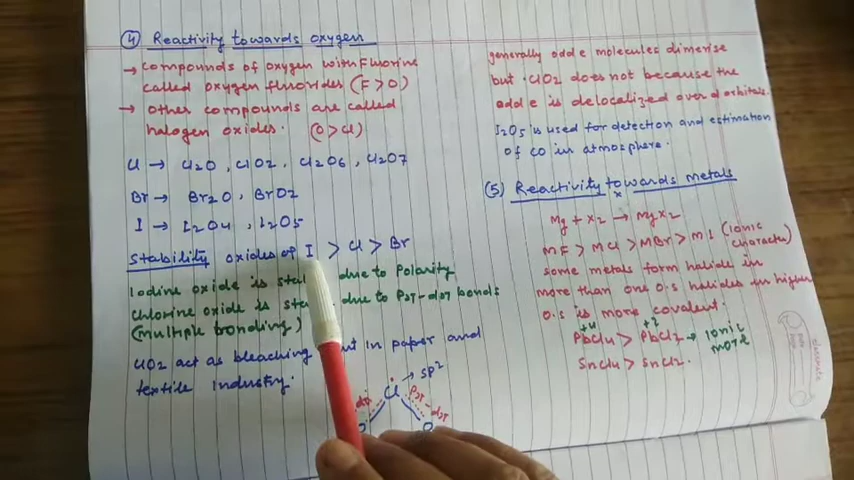 ④ Reactivity towards oxygen
→ compounds of oxygen with Fluorine
called oxygen fluorides (F > O)
→ other compounds are called
halogen oxides. (O > Cl)
Cl → Cl2O, ClO2, Cl2O6, Cl2O7
Br → Br2O, BrO2
I → I2O4, I2O5
Stability oxides of I > Cl > Br
Iodine oxide is due to Polarity
chlorine oxide is due to Pπ-dπ bonds
(multiple bonding)
ClO2 act as bleaching in paper and
textile industry.
Cl → SP2
Pπ-dπ
generally odd e molecules dimerise
but ClO2 does not because the
odd e is delocalized over d orbitals.
I2O5 is used for detection and estimation
of CO in atmosphere.
(5) Reactivity towards metals
Mg + X2 → MgX2
MF > MCl > MBr > MI (Ionic
character)
some metals form halide in
more than one O.S halides in higher
O.S is more covalent.
+4 +2
PbCl4 > PbCl2 → Ionic
more
SnCl4 > SnCl2.
classmate